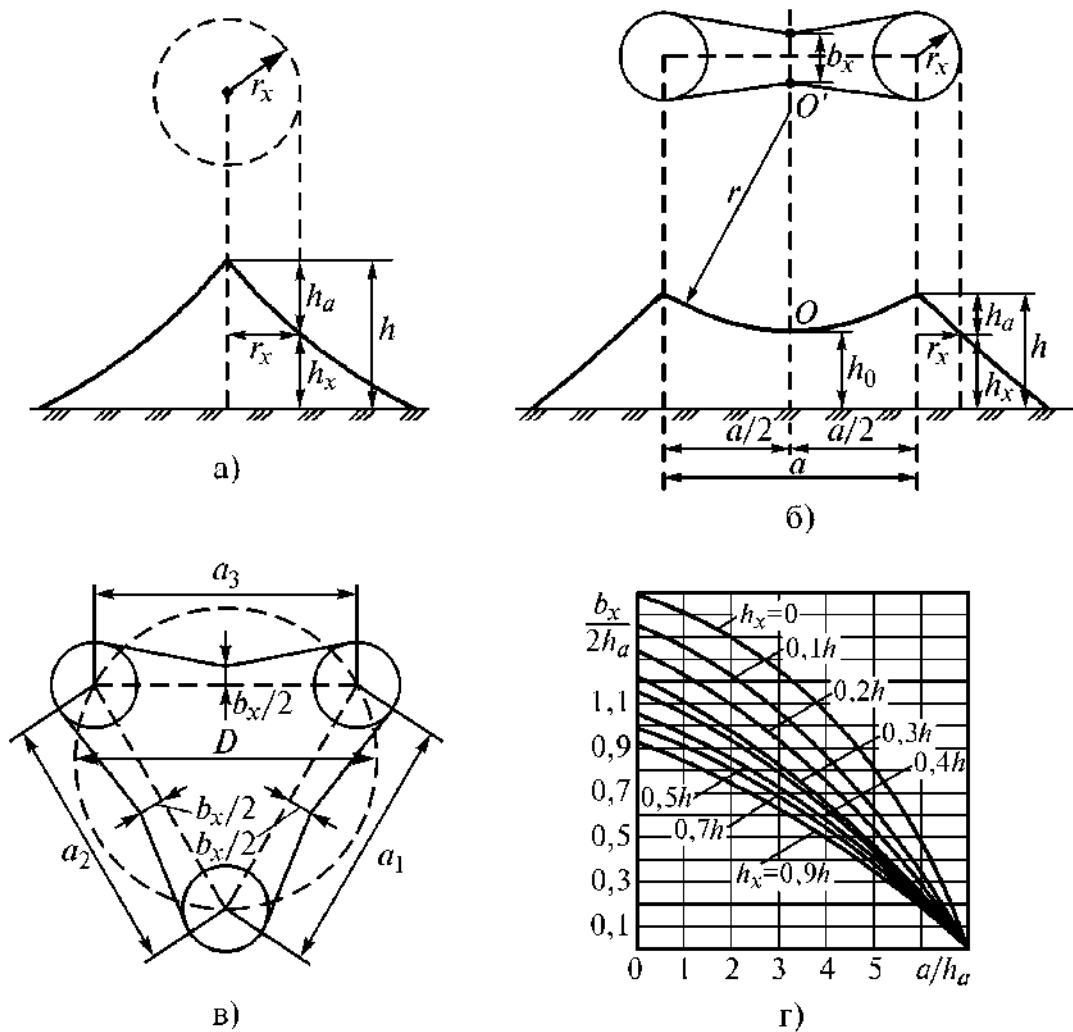 r_x
h_a
h
r_x
h_x
а)
b_x
r_x
O'
r
O
h_a
h
r_x
h_0
h_x
a/2
a/2
a
б)
a_3
b_x/2
D
b_x/2
b_x/2
a_2
a_1
в)
b_x
2h_a
h_x=0
0,1h
0,2h
0,3h
0,4h
0,5h
0,7h
h_x=0,9h
1,1
0,9
0,7
0,5
0,3
0,1
0 1 2 3 4 5 a/h_a
г)